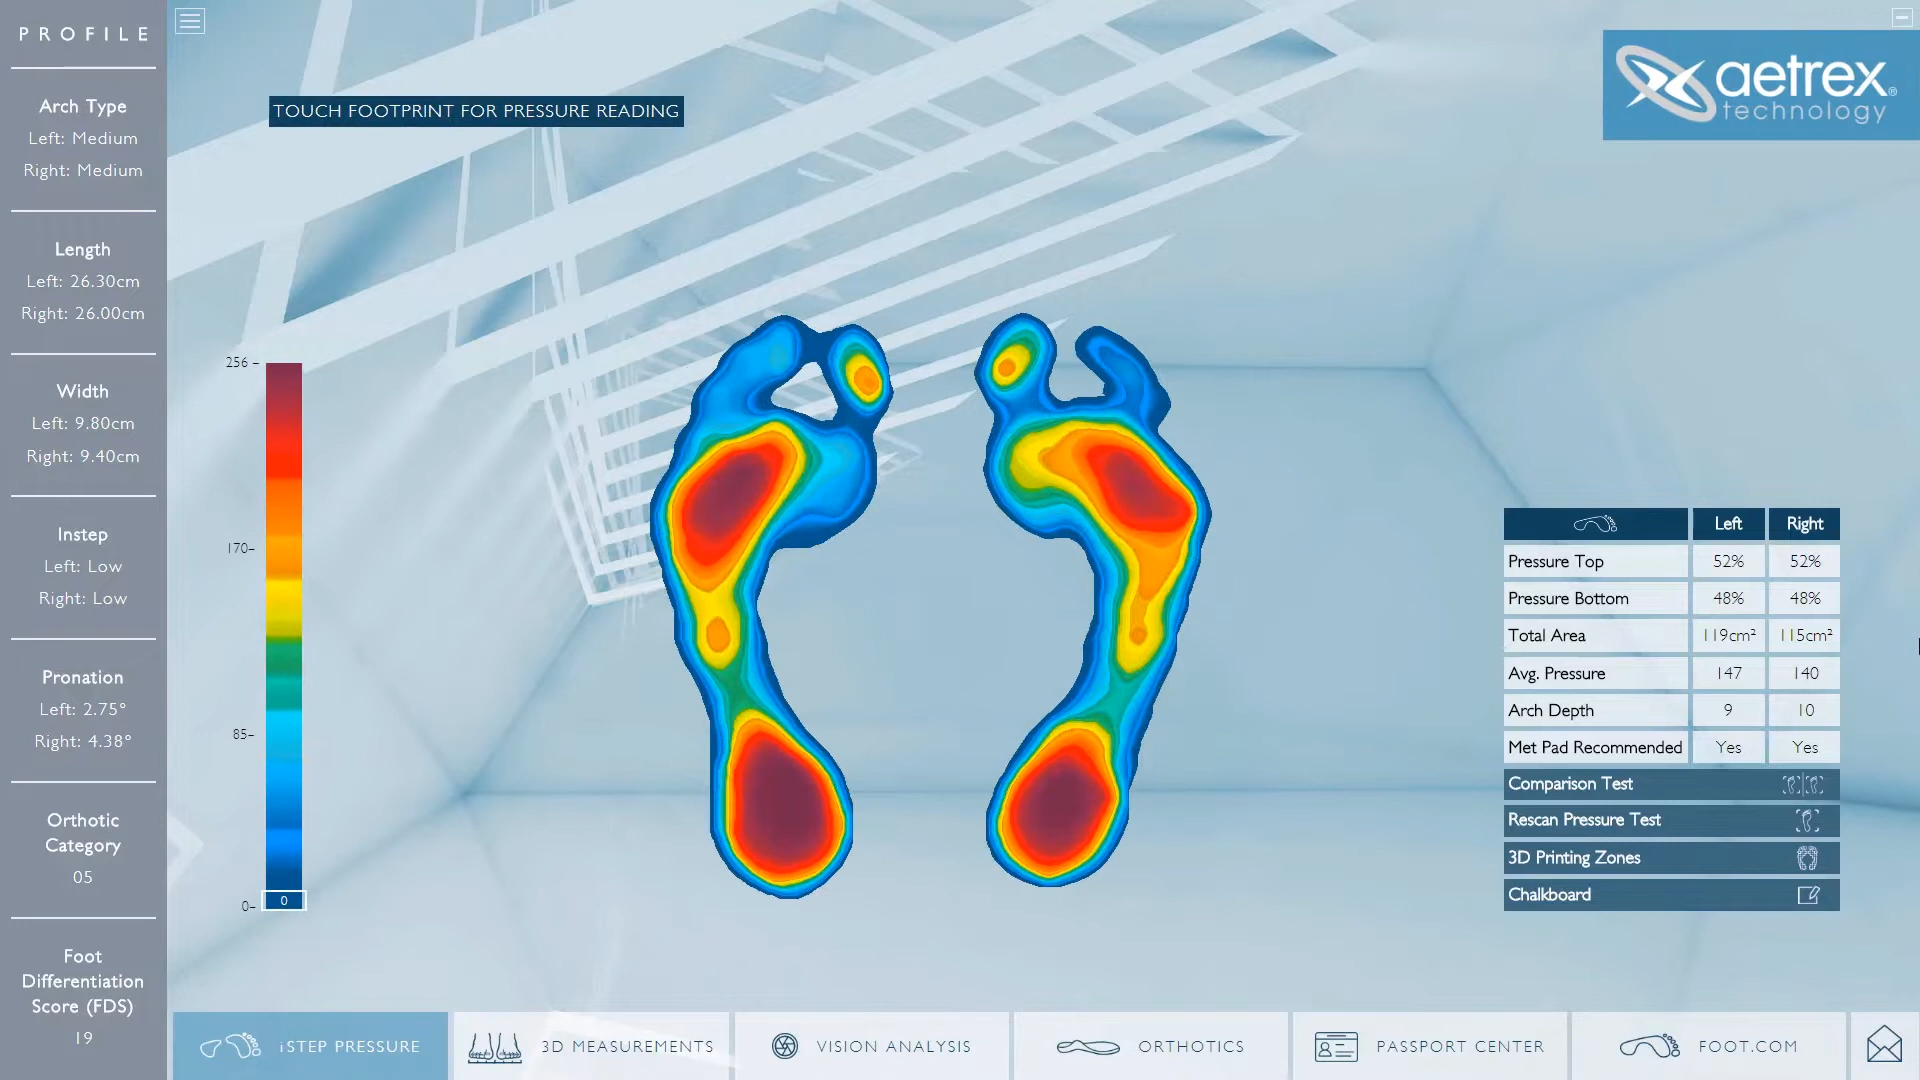 PROFILE
Arch Type
Left: Medium
Right: Medium
Length
Left: 26.30cm
Right: 26.00cm
Width
Left: 9.80cm
Right: 9.40cm
Instep
Left: Low
Right: Low
Pronation
Left: 2.75°
Right: 4.38°
Orthotic
Category
05
Foot
Differentiation
Score (FDS)
19
TOUCH FOOTPRINT FOR PRESSURE READING
aetrex®
technology
256
170
85
0
0
Left Right
Pressure Top 52% 52%
Pressure Bottom 48% 48%
Total Area 119cm² 115cm²
Avg. Pressure 147 140
Arch Depth 9 10
Met Pad Recommended Yes Yes
Comparison Test
Rescan Pressure Test
3D Printing Zones
Chalkboard
iSTEP PRESSURE
3D MEASUREMENTS
VISION ANALYSIS
ORTHOTICS
PASSPORT CENTER
FOOT.COM